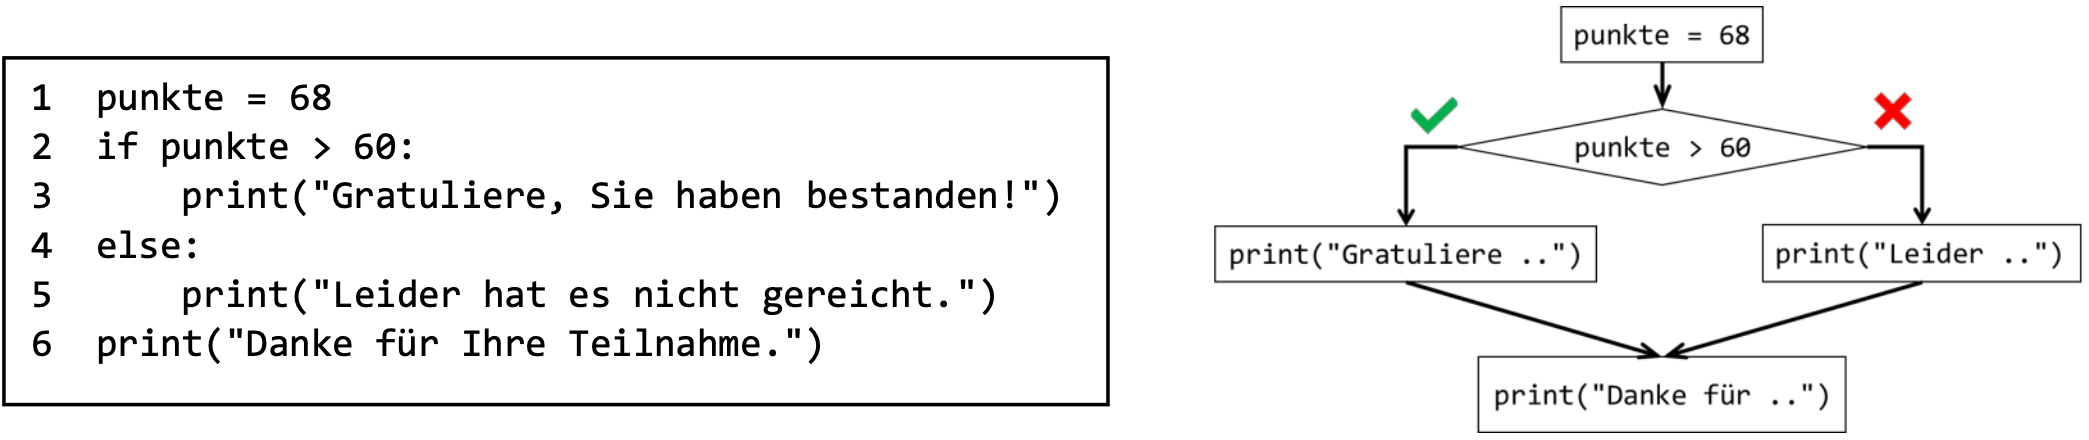 1  punkte = 68
2  if punkte > 60:
3      print("Gratuliere, Sie haben bestanden!")
4  else:
5      print("Leider hat es nicht gereicht.")
6  print("Danke für Ihre Teilnahme.")
punkte = 68
punkte > 60
print("Gratuliere ..")
print("Leider ..")
print("Danke für ..")